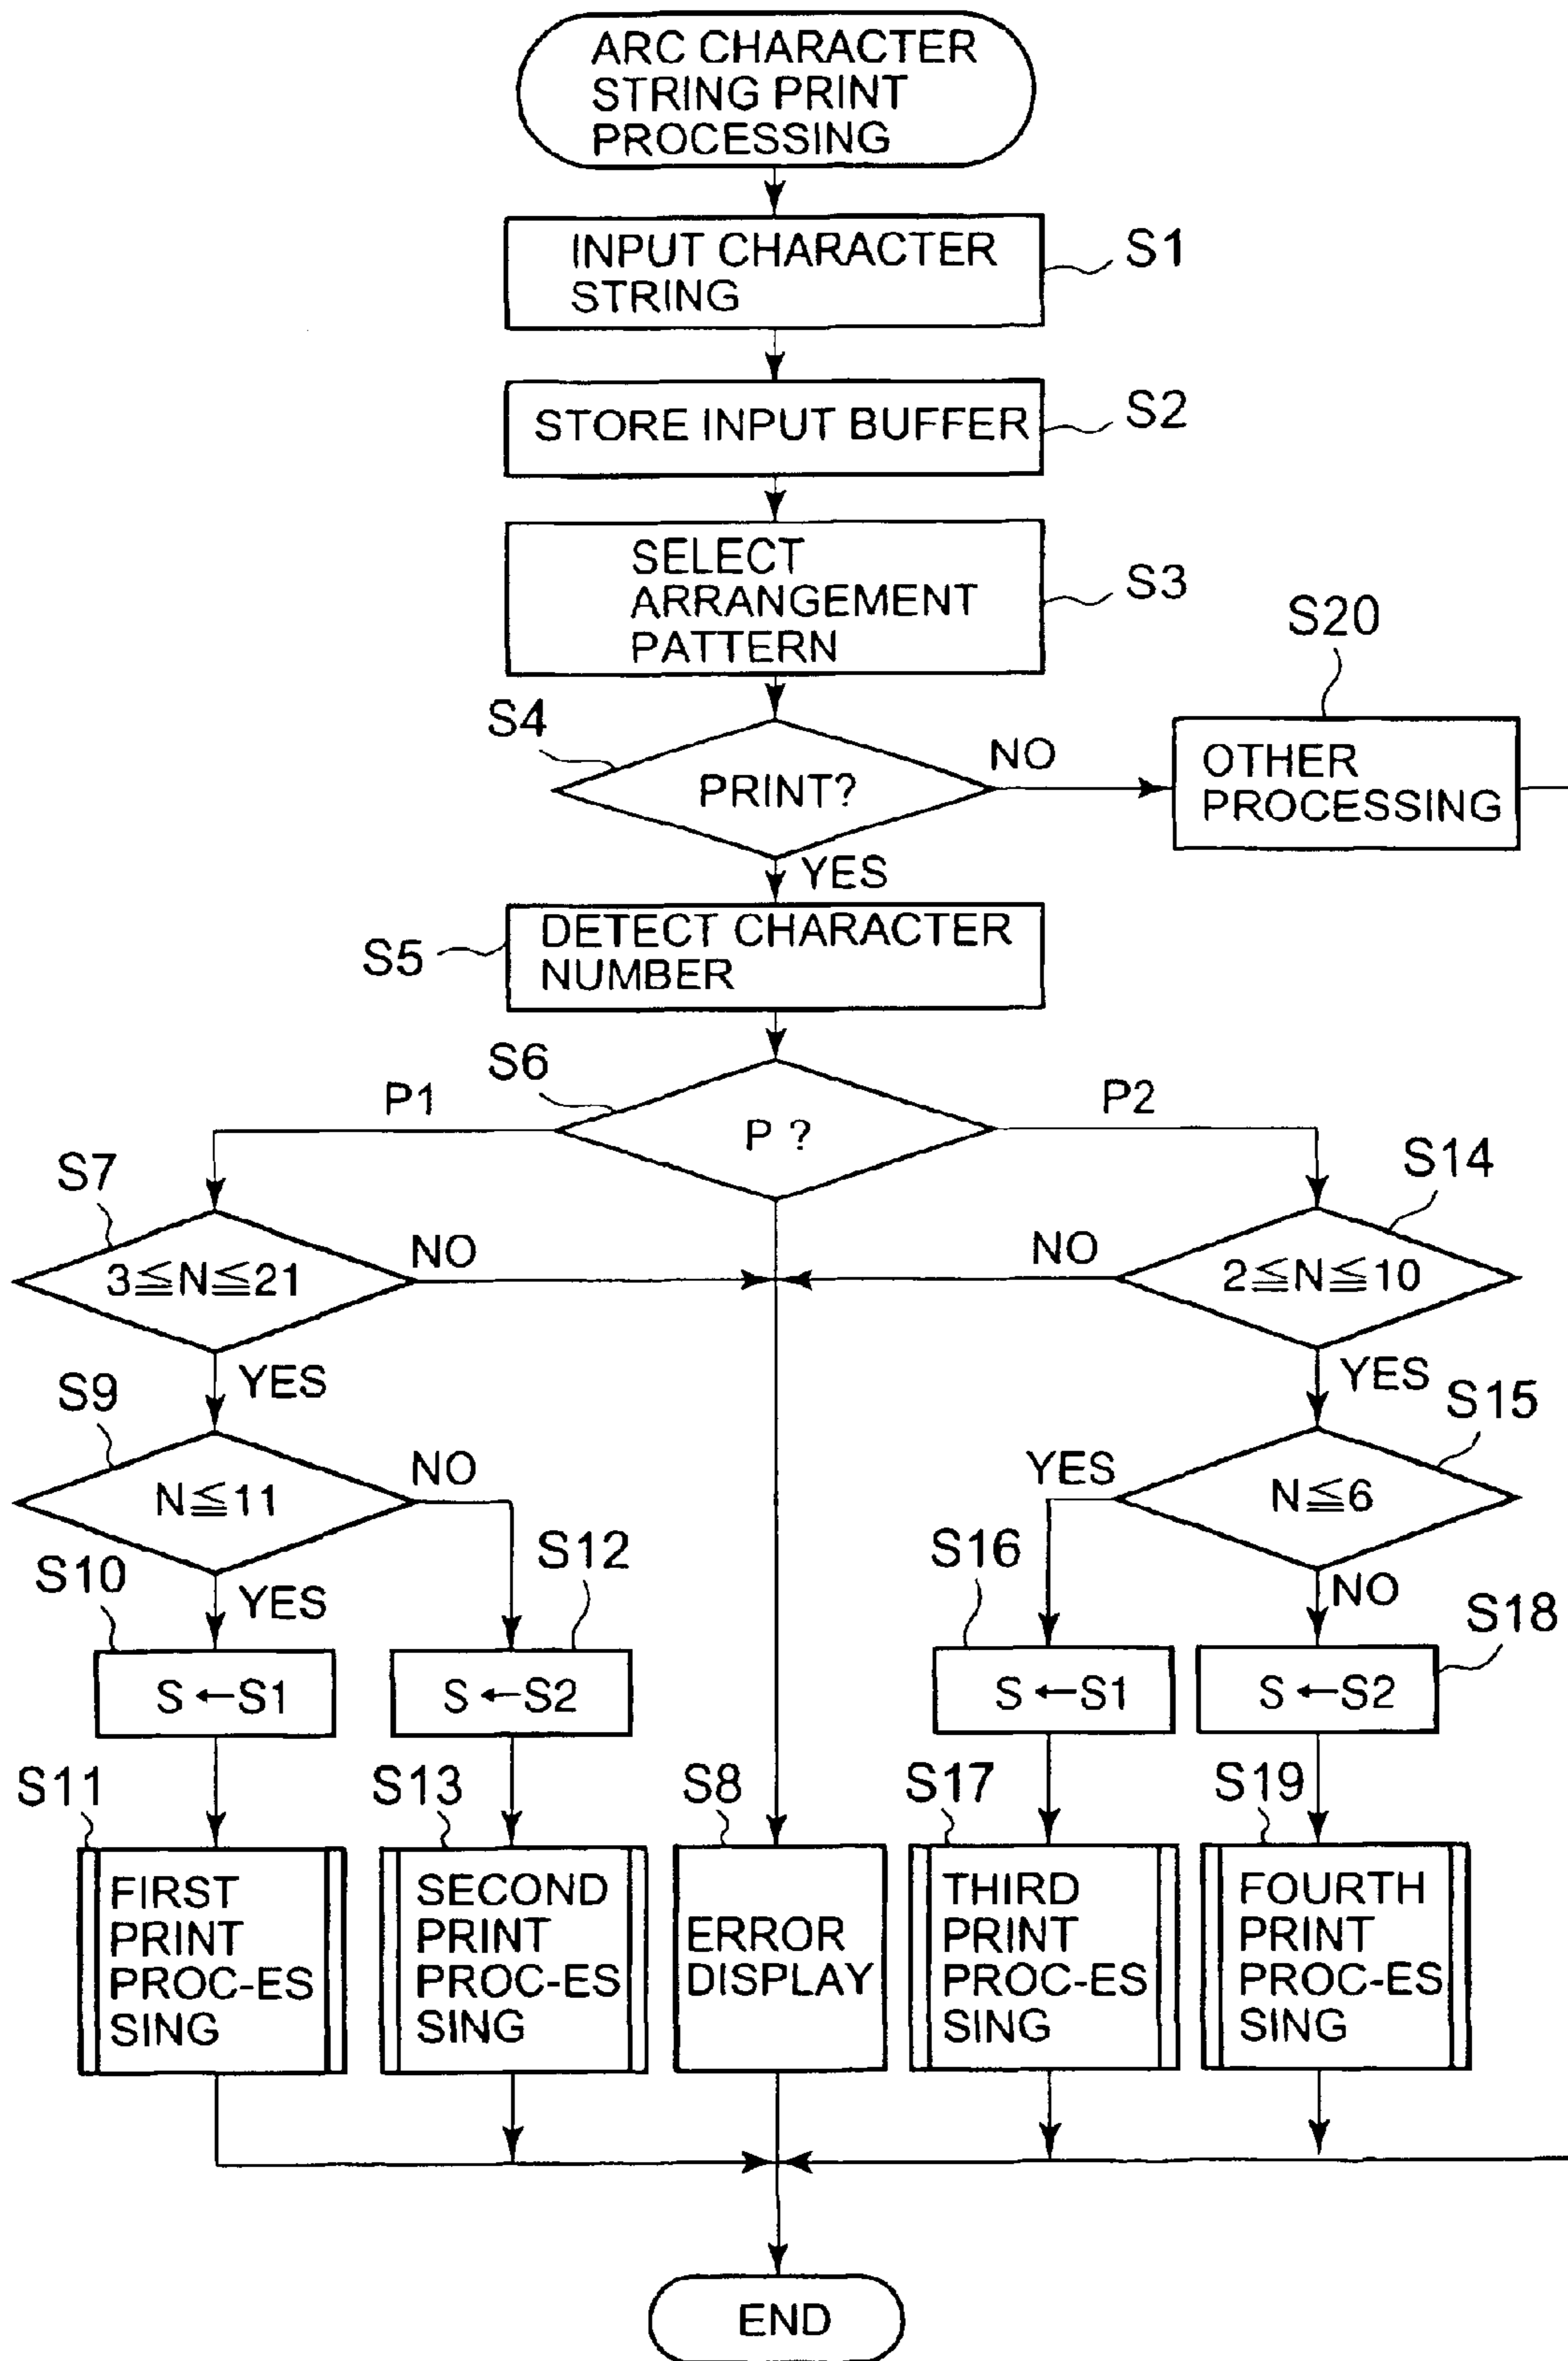 ARC CHARACTER
STRING PRINT
PROCESSING
INPUT CHARACTER
STRING
S1
STORE INPUT BUFFER
S2
SELECT
ARRANGEMENT
PATTERN
S3
S20
S4
PRINT?
NO
OTHER
PROCESSING
YES
S5
DETECT CHARACTER
NUMBER
S6
P1
P ?
P2
S7
S14
3≦N≦21
NO
NO
2≦N≦10
YES
YES
S9
S15
N≦11
NO
YES
N≦6
S10
YES
S12
S16
NO
S18
S ←S1
S ←S2
S ←S1
S ←S2
S11
S13
S8
S17
S19
FIRST
PRINT
PROC-ES
SING
SECOND
PRINT
PROC-ES
SING
ERROR
DISPLAY
THIRD
PRINT
PROC-ES
SING
FOURTH
PRINT
PROC-ES
SING
END